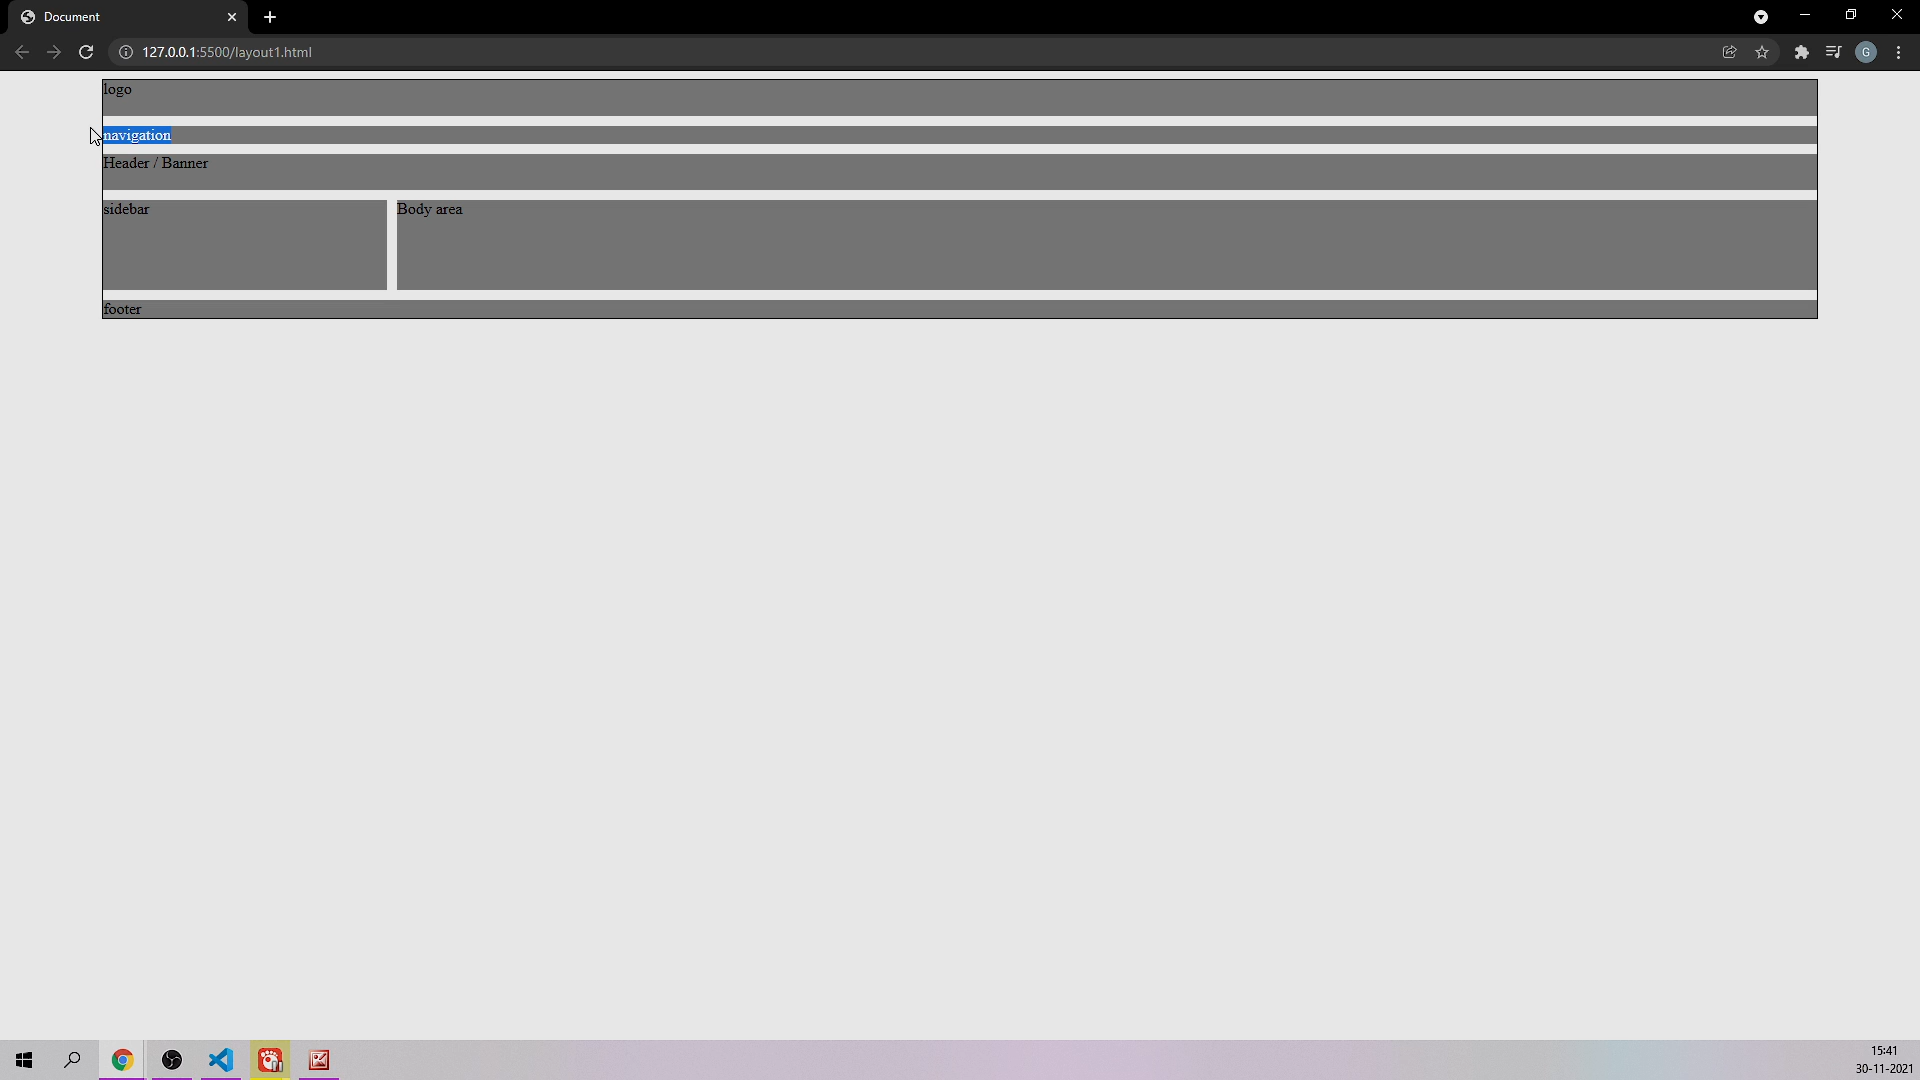 Document
127.0.0.1:5500/layout1.html
G
logo
navigation
Header / Banner
sidebar
Body area
footer
15:41
30-11-2021